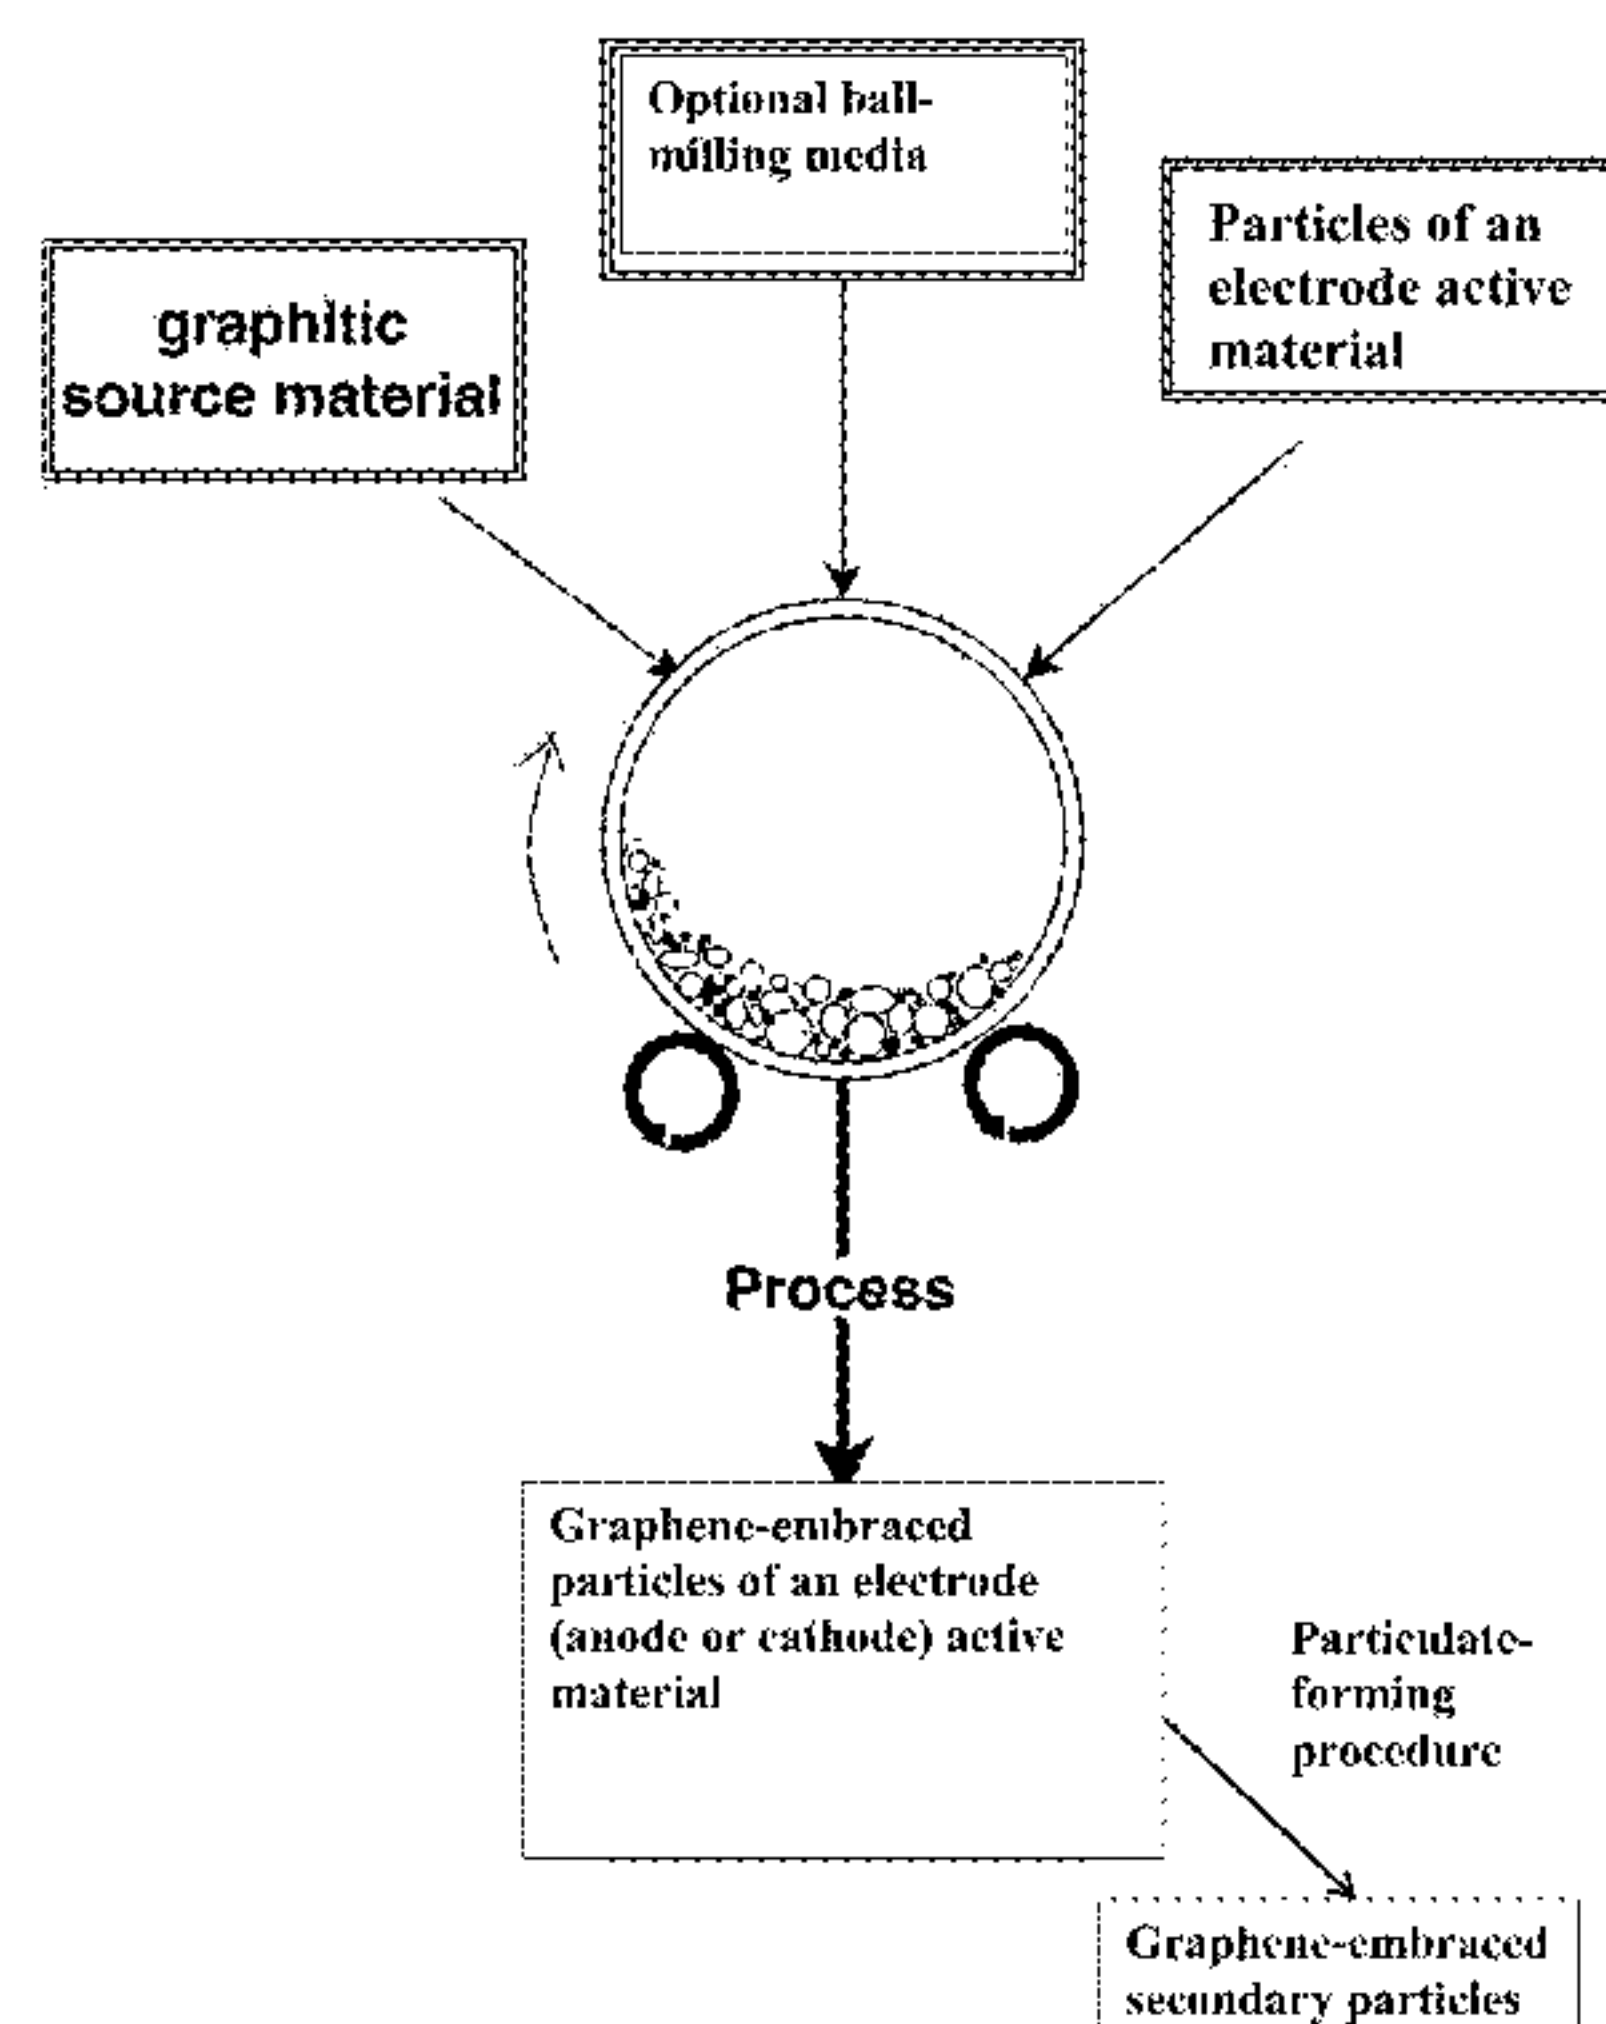 Optional ball-
milling media
Particles of an
electrode active
material
graphitic
source material
Process
Graphene-embraced
particles of an electrode
(anode or cathode) active
material
Particulate-
forming
procedure
Graphene-embraced
secondary particles